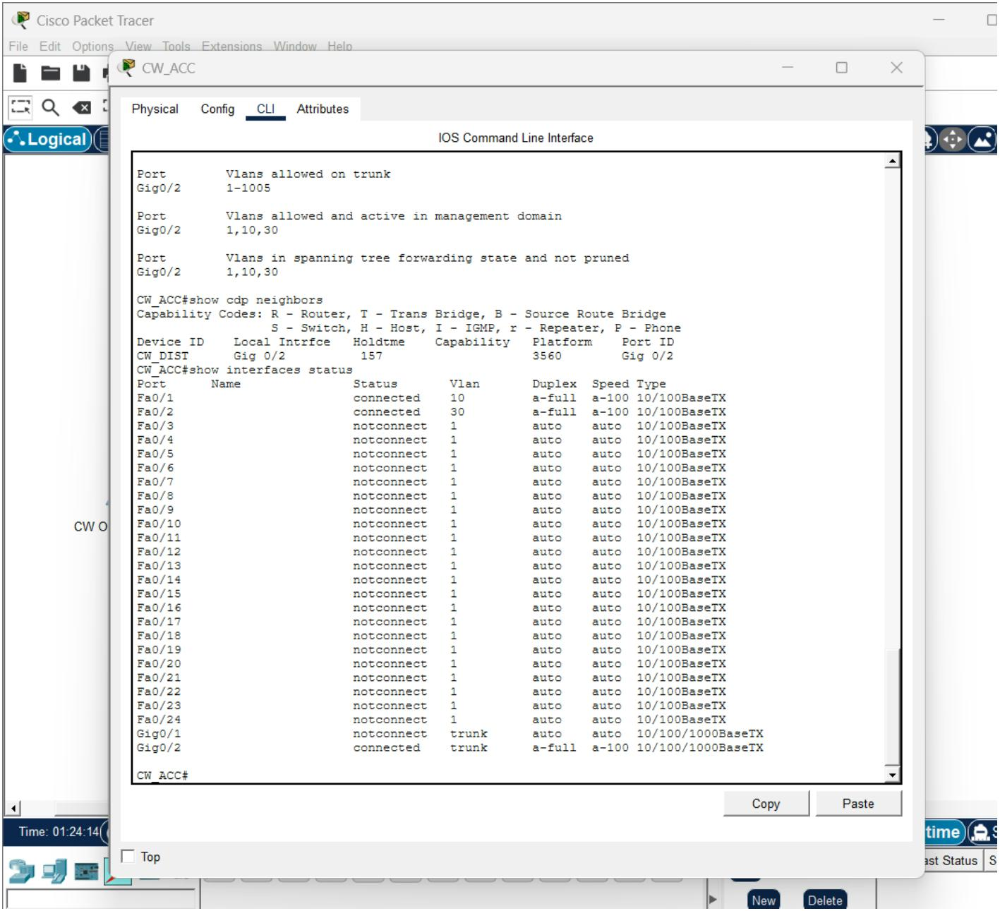 Cisco Packet Tracer
File Edit Options View Tools Extensions Window Help
CW_ACC
Physical Config CLI Attributes
Logical
IOS Command Line Interface
Port Vlans allowed on trunk
Gig0/2 1-1005
Port Vlans allowed and active in management domain
Gig0/2 1,10,30
Port Vlans in spanning tree forwarding state and not pruned
Gig0/2 1,10,30
CW_ACC#show cdp neighbors
Capability Codes: R - Router, T - Trans Bridge, B - Source Route Bridge
S - Switch, H - Host, I - IGMP, r - Repeater, P - Phone
Device ID Local Intrfce Holdtme Capability Platform Port ID
CW_DIST Gig 0/2 157 3560 Gig 0/2
CW_ACC#show interfaces status
Port Name Status Vlan Duplex Speed Type
Fa0/1 connected 10 a-full a-100 10/100BaseTX
Fa0/2 connected 30 a-full a-100 10/100BaseTX
Fa0/3 notconnect 1 auto auto 10/100BaseTX
Fa0/4 notconnect 1 auto auto 10/100BaseTX
Fa0/5 notconnect 1 auto auto 10/100BaseTX
Fa0/6 notconnect 1 auto auto 10/100BaseTX
Fa0/7 notconnect 1 auto auto 10/100BaseTX
Fa0/8 notconnect 1 auto auto 10/100BaseTX
Fa0/9 notconnect 1 auto auto 10/100BaseTX
CW O
Fa0/10 notconnect 1 auto auto 10/100BaseTX
Fa0/11 notconnect 1 auto auto 10/100BaseTX
Fa0/12 notconnect 1 auto auto 10/100BaseTX
Fa0/13 notconnect 1 auto auto 10/100BaseTX
Fa0/14 notconnect 1 auto auto 10/100BaseTX
Fa0/15 notconnect 1 auto auto 10/100BaseTX
Fa0/16 notconnect 1 auto auto 10/100BaseTX
Fa0/17 notconnect 1 auto auto 10/100BaseTX
Fa0/18 notconnect 1 auto auto 10/100BaseTX
Fa0/19 notconnect 1 auto auto 10/100BaseTX
Fa0/20 notconnect 1 auto auto 10/100BaseTX
Fa0/21 notconnect 1 auto auto 10/100BaseTX
Fa0/22 notconnect 1 auto auto 10/100BaseTX
Fa0/23 notconnect 1 auto auto 10/100BaseTX
Fa0/24 notconnect 1 auto auto 10/100BaseTX
Gig0/1 notconnect trunk auto auto 10/100/1000BaseTX
Gig0/2 connected trunk a-full a-100 10/100/1000BaseTX
CW_ACC#
Copy Paste
Time: 01:24:14
time S
Top
ast Status S
New Delete